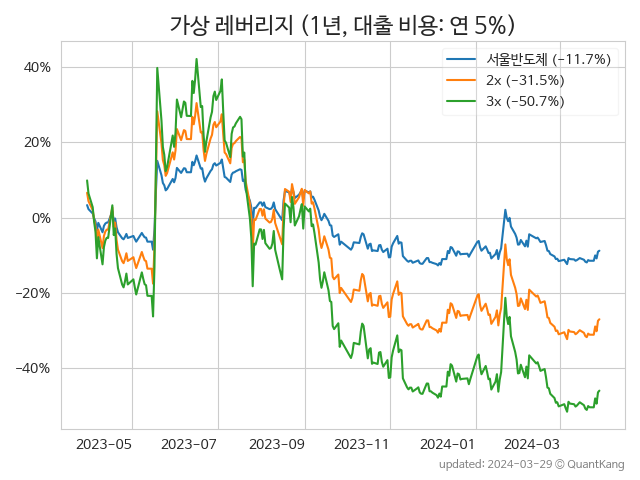 가상 레버리지 (1년, 대출 비용: 연 5%)
서울반도체 (−11.7%)
2x (−31.5%)
3x (−50.7%)
40%
20%
0%
−20%
−40%
2023-05
2023-07
2023-09
2023-11
2024-01
2024-03
updated: 2024-03-29 © QuantKang